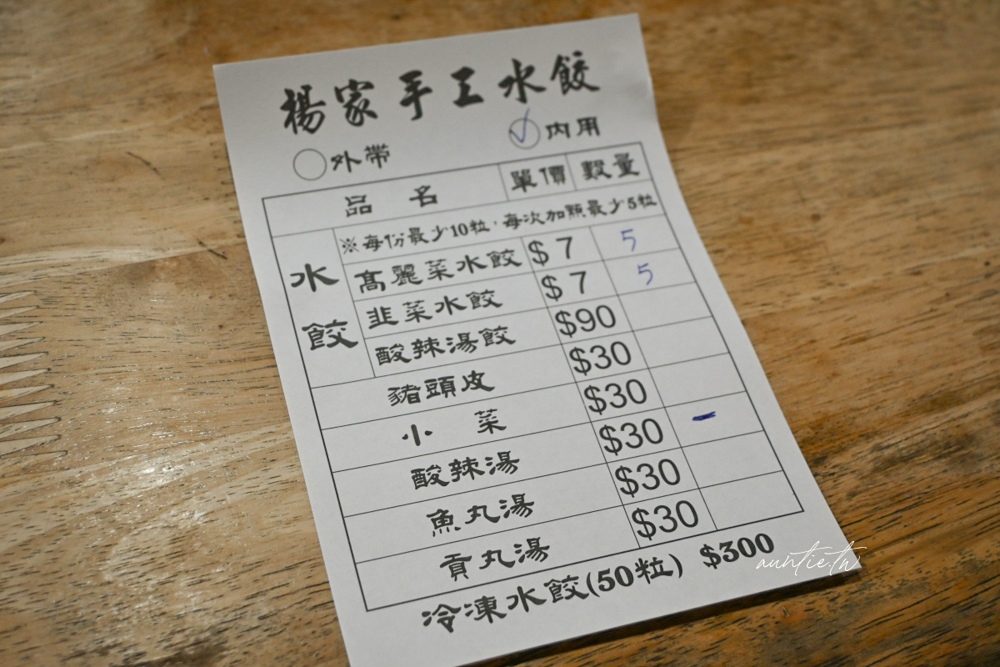 楊家手工水餃
外帶 ✓內用
品名 單價 數量
水餃
※每份最少10粒,每次加點最少5粒
高麗菜水餃 $7 5
韭菜水餃 $7 5
酸辣湯餃 $90
豬頭皮 $30
小菜 $30
酸辣湯 $30 一
魚丸湯 $30
貢丸湯 $30
冷凍水餃(50粒) $300
auntie.tw